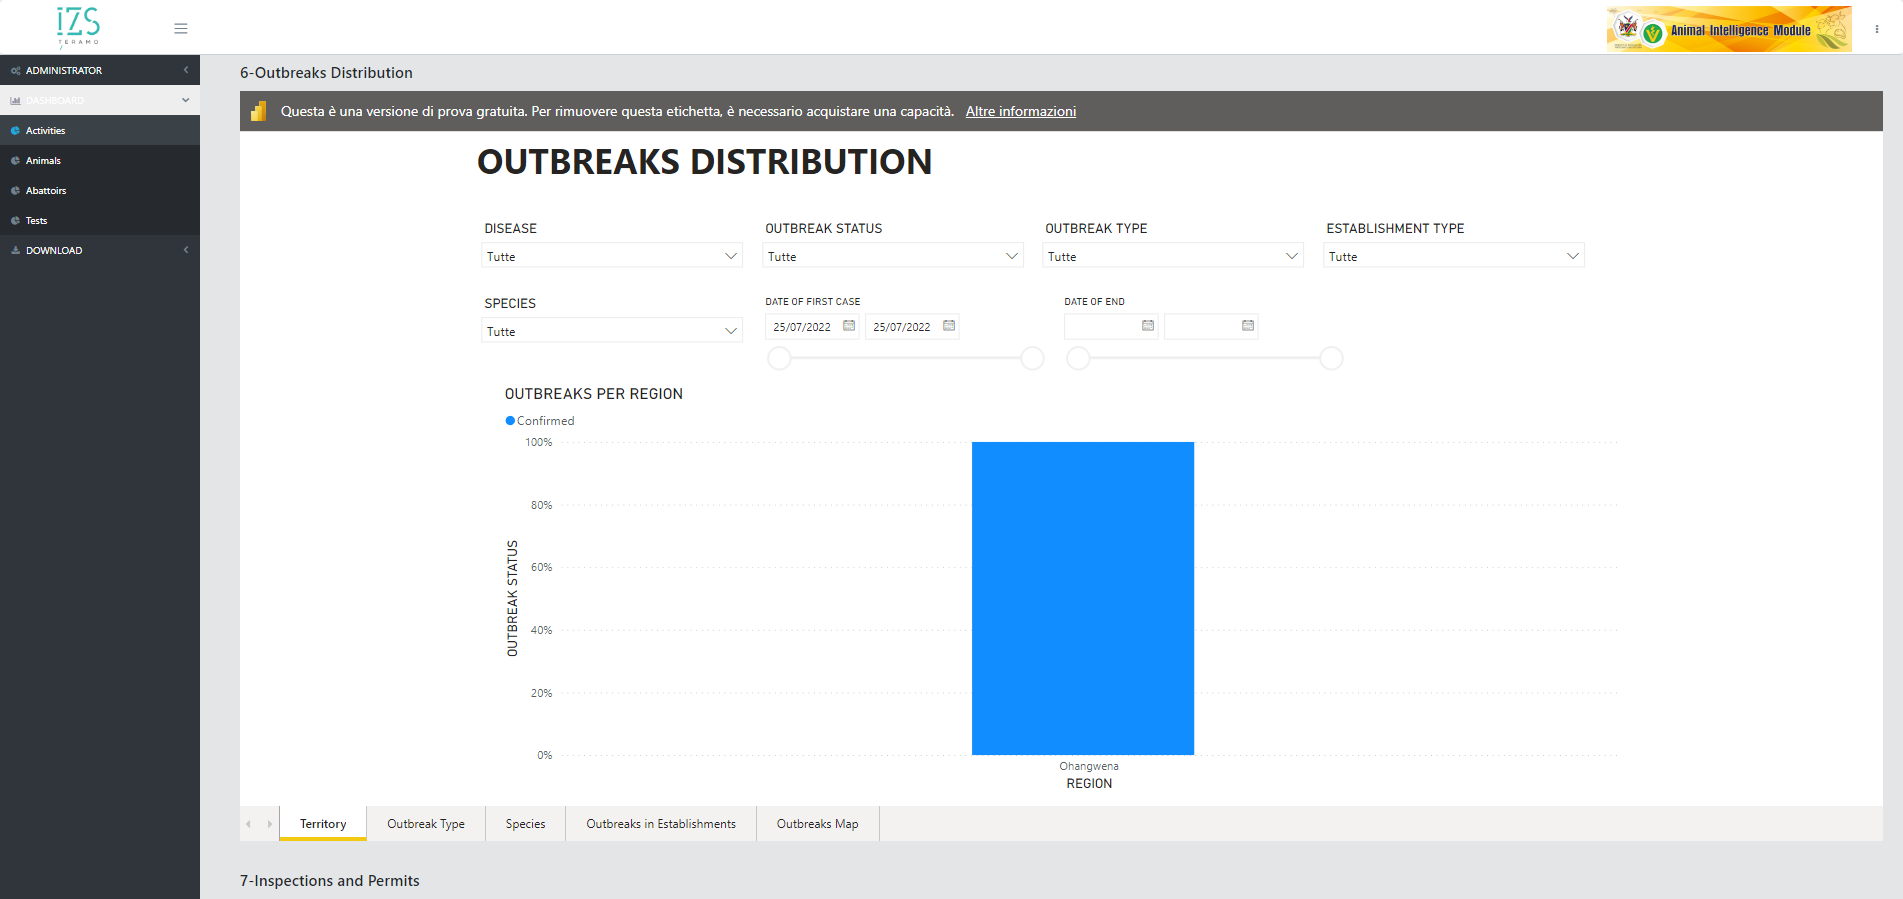 IZS
TERAMO
Animal Intelligence Module
ADMINISTRATOR
DASHBOARD
Activities
Animals
Abattoirs
Tests
DOWNLOAD
6-Outbreaks Distribution
Questa è una versione di prova gratuita. Per rimuovere questa etichetta, è necessario acquistare una capacità. Altre informazioni
OUTBREAKS DISTRIBUTION
DISEASE OUTBREAK STATUS OUTBREAK TYPE ESTABLISHMENT TYPE
Tutte Tutte Tutte Tutte
SPECIES DATE OF FIRST CASE DATE OF END
Tutte 25/07/2022 25/07/2022
OUTBREAKS PER REGION
Confirmed
100%
80%
60%
40%
20%
0%
OUTBREAK STATUS
Ohangwena
REGION
Territory Outbreak Type Species Outbreaks in Establishments Outbreaks Map
7-Inspections and Permits